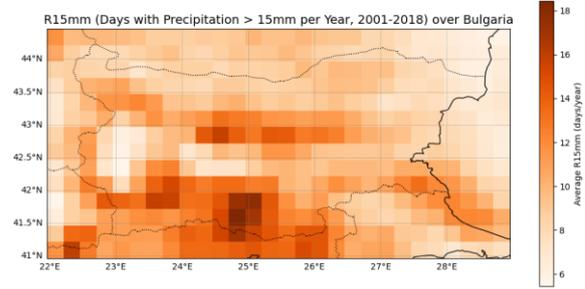 R15mm (Days with Precipitation > 15mm per Year, 2001-2018) over Bulgaria
44°N
43.5°N
43°N
42.5°N
42°N
41.5°N
41°N
22°E 23°E 24°E 25°E 26°E 27°E 28°E
18
16
14
12
10
8
6
Average R15mm (days/year)